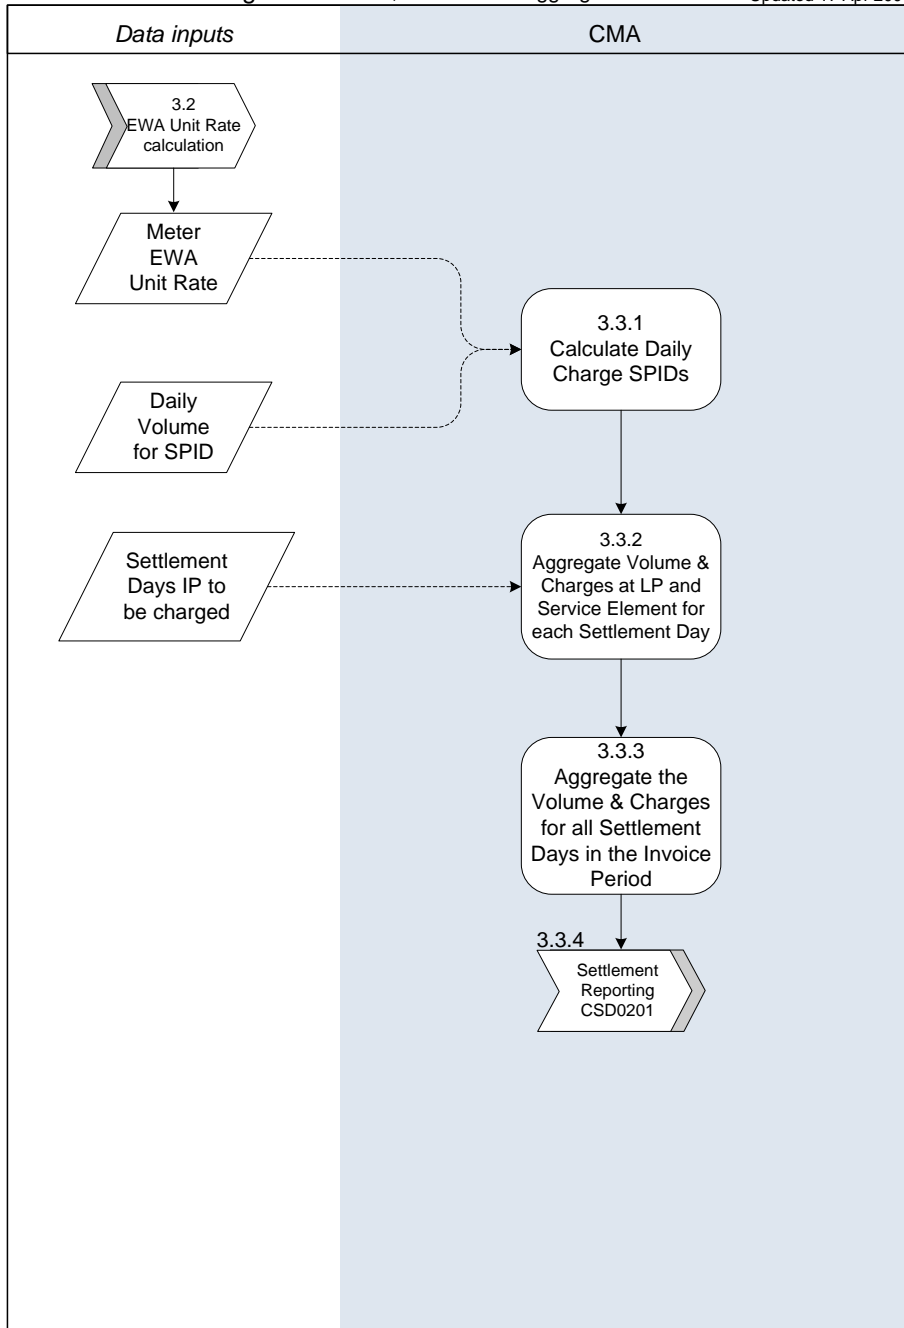 Data inputs
CMA
3.2
EWA Unit Rate
calculation
Meter
EWA
Unit Rate
3.3.1
Calculate Daily
Charge SPIDs
Daily
Volume
for SPID
3.3.2
Aggregate Volume &
Charges at LP and
Service Element for
each Settlement Day
Settlement
Days IP to
be charged
3.3.3
Aggregate the
Volume & Charges
for all Settlement
Days in the Invoice
Period
3.3.4
Settlement
Reporting
CSD0201